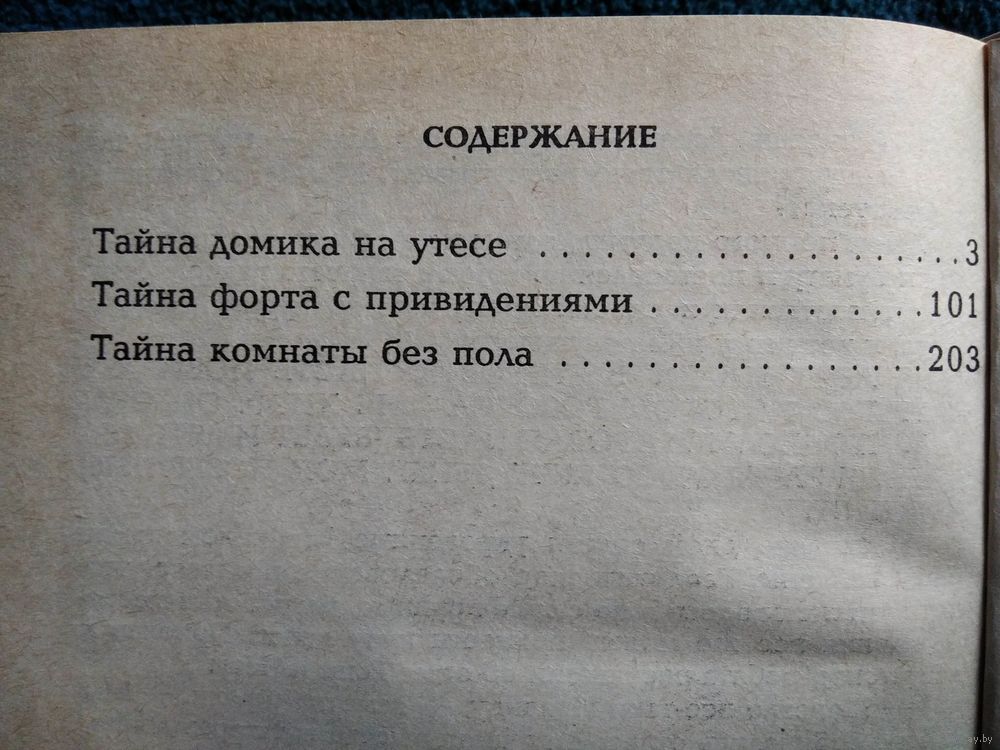 СОДЕРЖАНИЕ
Тайна домика на утесе . . . . . . . . . . . . . . . . . . . . . 3
Тайна форта с привидениями . . . . . . . . . . . . . 101
Тайна комнаты без пола . . . . . . . . . . . . . . . . . 203